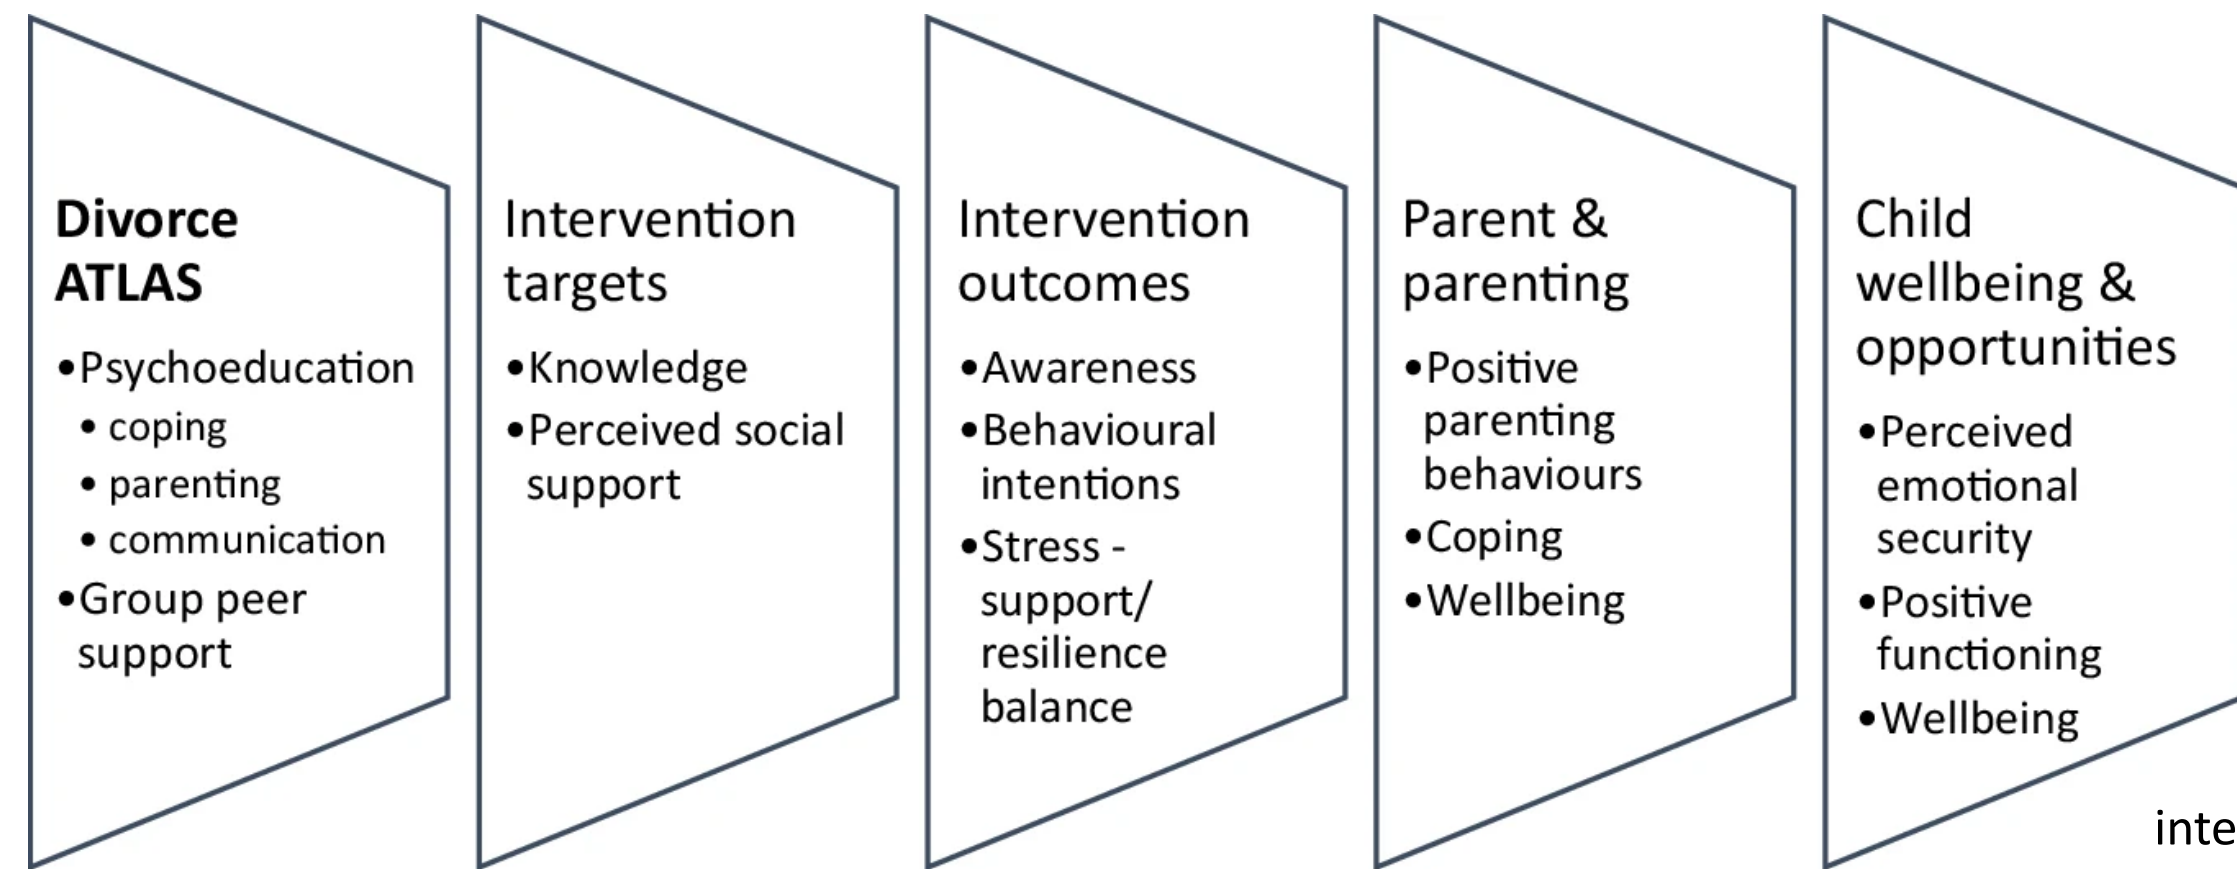 Divorce
ATLAS
•Psychoeducation
• coping
• parenting
• communication
•Group peer
support
Intervention
targets
•Knowledge
•Perceived social
support
Intervention
outcomes
•Awareness
•Behavioural
intentions
•Stress -
support/
resilience
balance
Parent &
parenting
•Positive
parenting
behaviours
•Coping
•Wellbeing
Child
wellbeing &
opportunities
•Perceived
emotional
security
•Positive
functioning
•Wellbeing